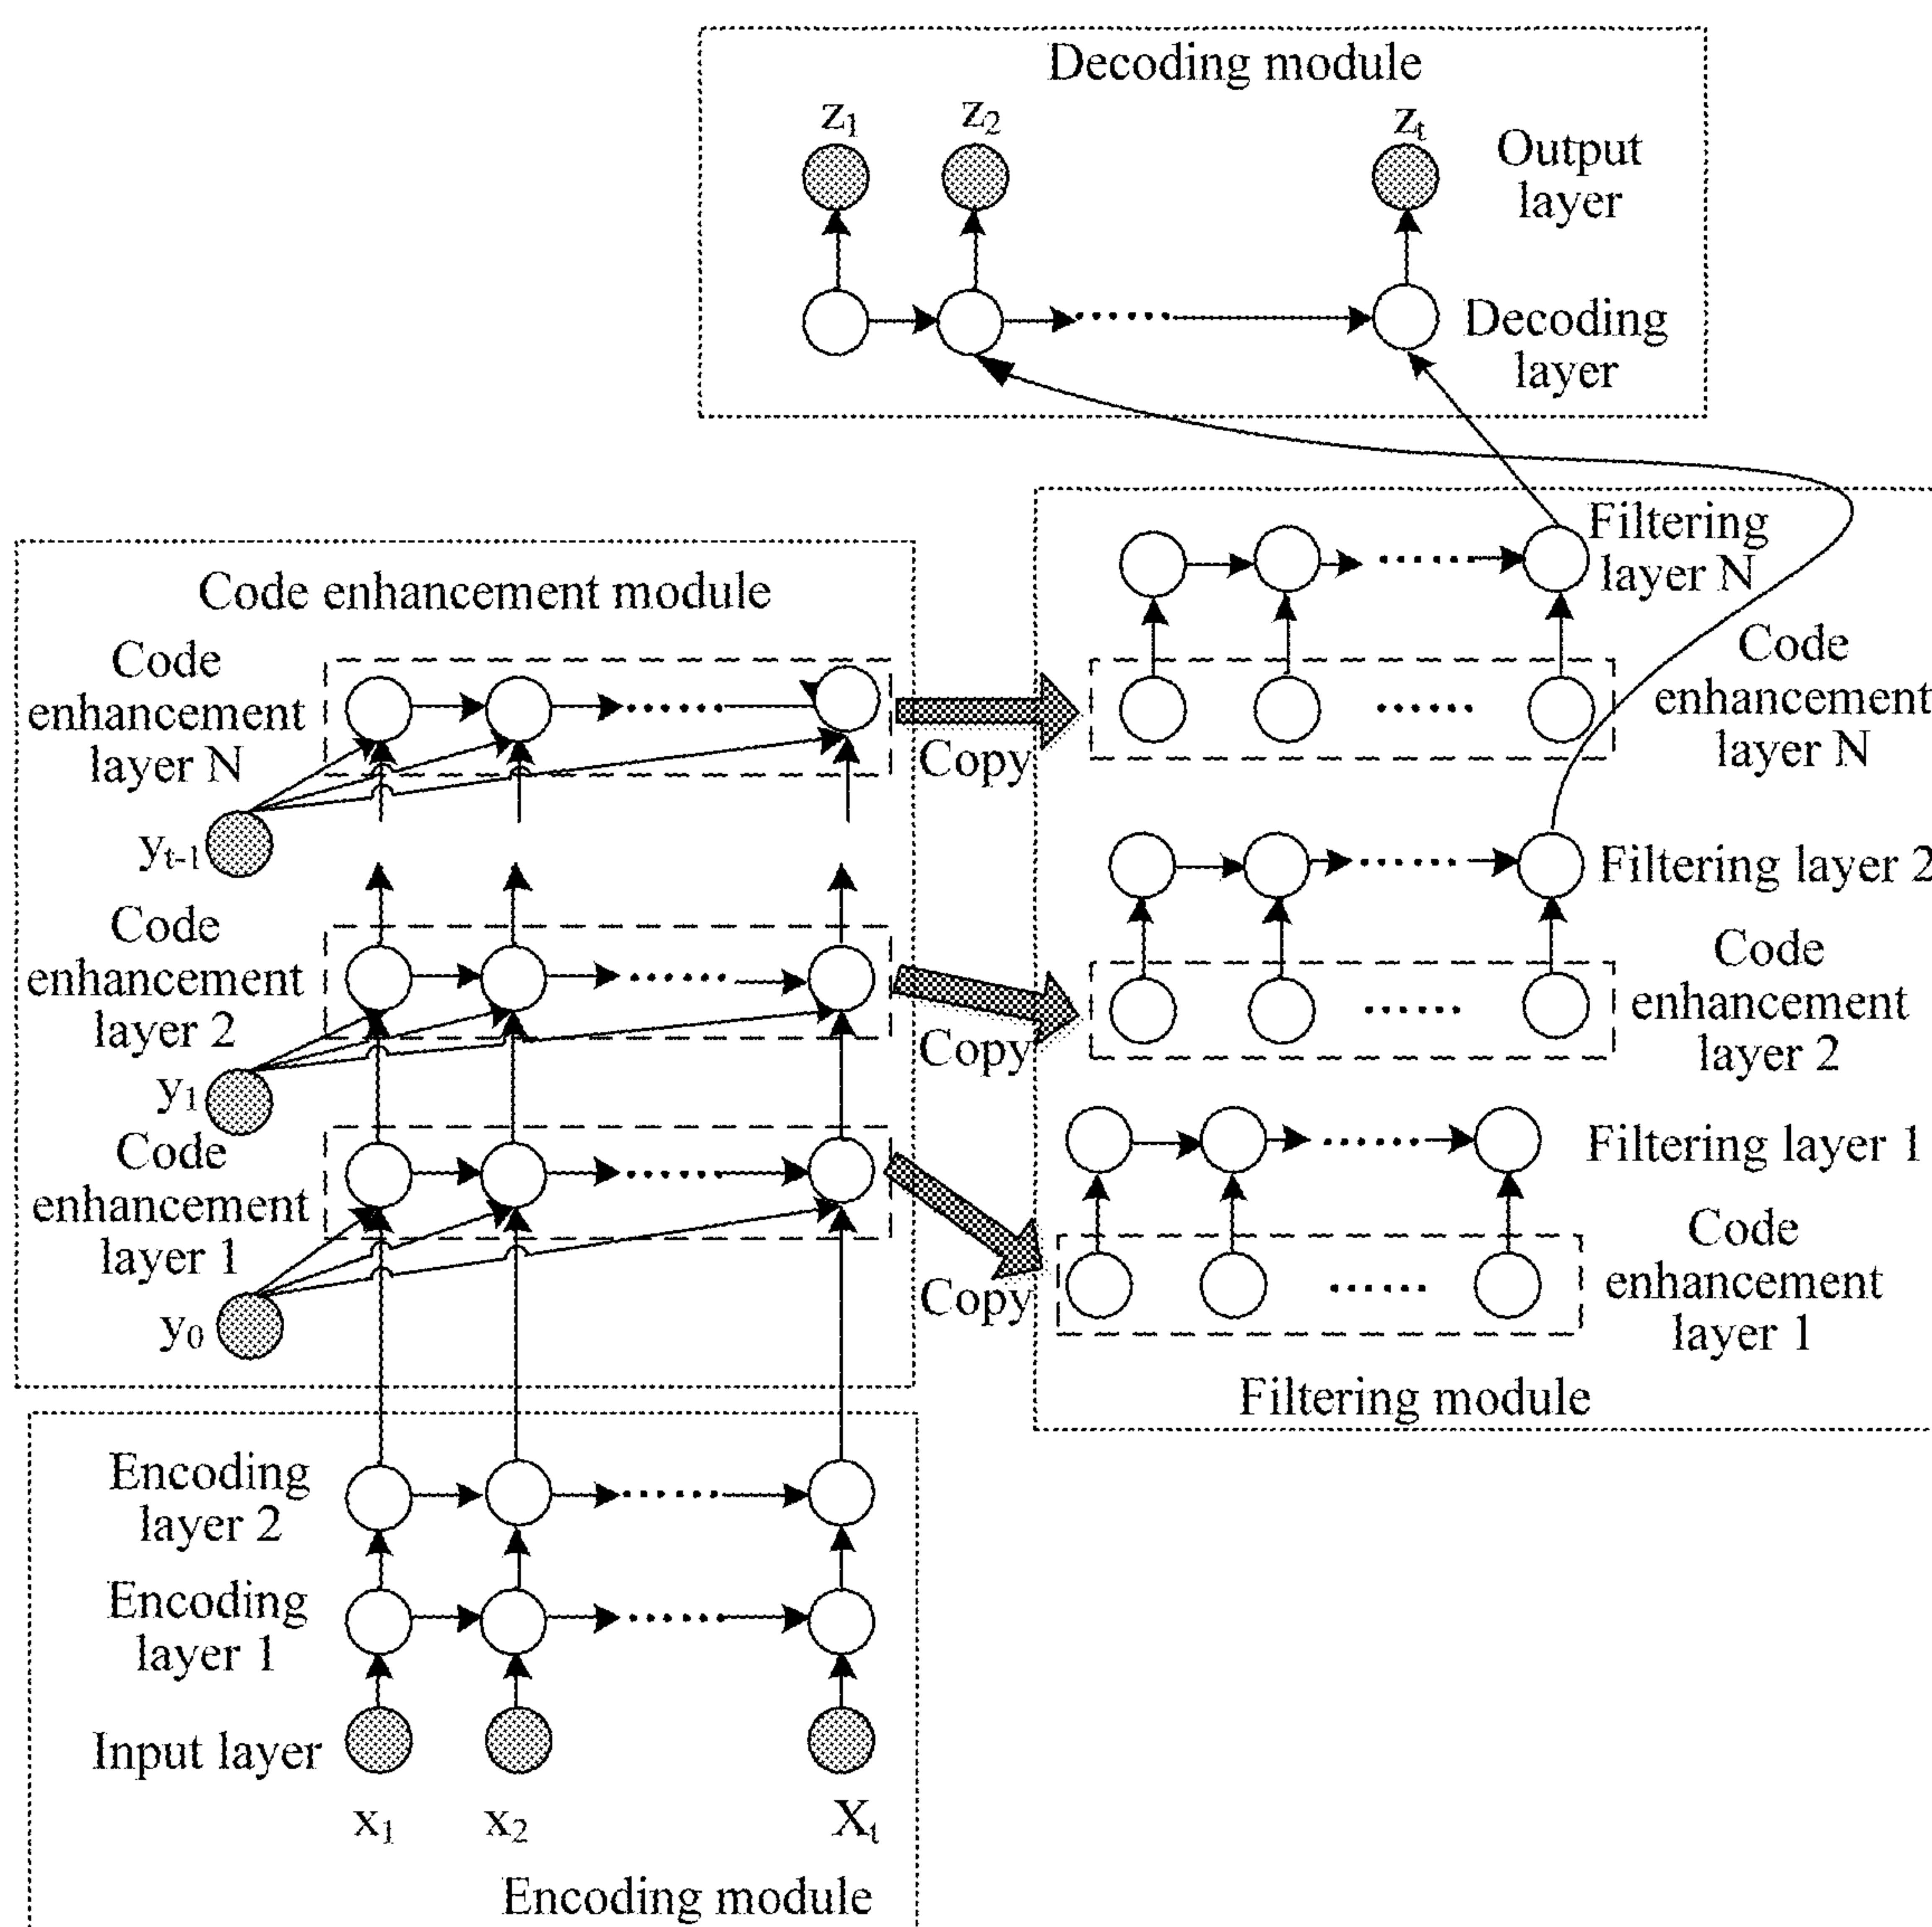 Decoding module
z1
z2
zt
Output
layer
Decoding
layer
Code enhancement module
Code
enhancement
layer N
yt-1
Code
enhancement
layer 2
y1
Code
enhancement
layer 1
y0
Copy
Copy
Copy
Filtering
layer N
Code
enhancement
layer N
Filtering layer 2
Code
enhancement
layer 2
Filtering layer 1
Code
enhancement
layer 1
Filtering module
Encoding
layer 2
Encoding
layer 1
Input layer
x1
x2
Xt
Encoding module